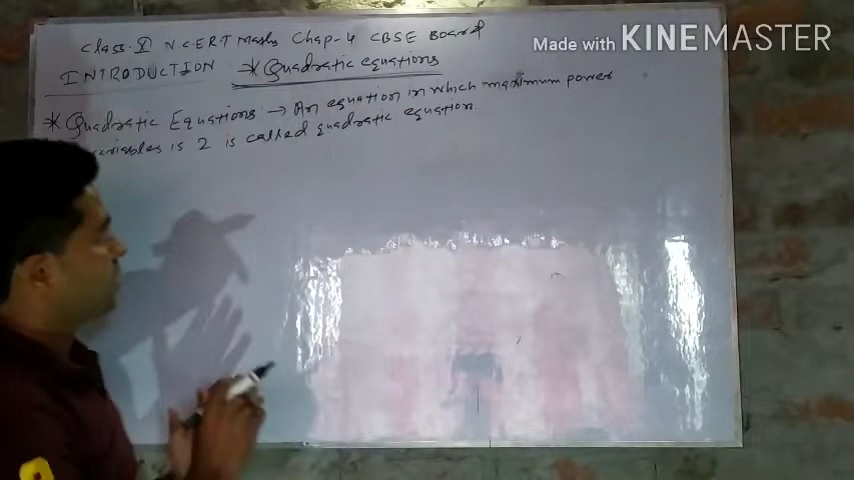 Class-X N.C.ERT Maths Chap-4 CBSE Board
Made with KINEMASTER
INTRODUCTION * Quadratic equations
* Quadratic Equations → An equation in which maximum power
variables is 2 is called quadratic equation.